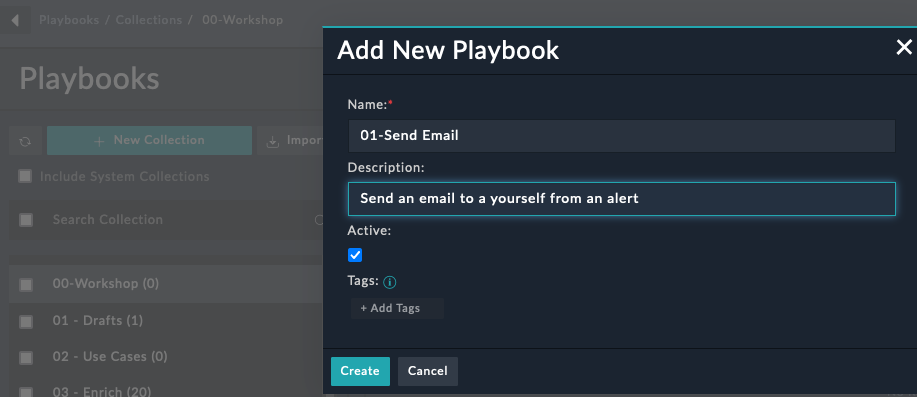 Playbooks / Collections / 00-Workshop
Playbooks
+ New Collection
Impor
Include System Collections
Search Collection
00-Workshop (0)
01 - Drafts (1)
02 - Use Cases (0)
03 - Enrich (20)
Add New Playbook
Name:*
01-Send Email
Description:
Send an email to a yourself from an alert
Active:
Tags:
+ Add Tags
Create Cancel